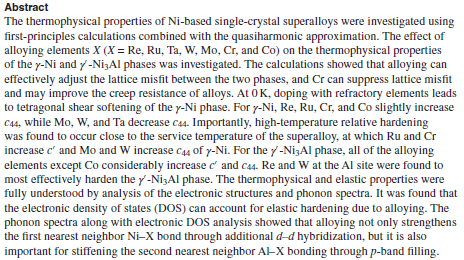 Abstract
The thermophysical properties of Ni-based single-crystal superalloys were investigated using
first-principles calculations combined with the quasiharmonic approximation. The effect of
alloying elements X (X = Re, Ru, Ta, W, Mo, Cr, and Co) on the thermophysical properties
of the γ-Ni and γ′-Ni₃Al phases was investigated. The calculations showed that alloying can
effectively adjust the lattice misfit between the two phases, and Cr can suppress lattice misfit
and may improve the creep resistance of alloys. At 0 K, doping with refractory elements leads
to tetragonal shear softening of the γ-Ni phase. For γ-Ni, Re, Ru, Cr, and Co slightly increase
c₄₄, while Mo, W, and Ta decrease c₄₄. Importantly, high-temperature relative hardening
was found to occur close to the service temperature of the superalloy, at which Ru and Cr
increase c′ and Mo and W increase c₄₄ of γ-Ni. For the γ′-Ni₃Al phase, all of the alloying
elements except Co considerably increase c′ and c₄₄. Re and W at the Al site were found to
most effectively harden the γ′-Ni₃Al phase. The thermophysical and elastic properties were
fully understood by analysis of the electronic structures and phonon spectra. It was found that
the electronic density of states (DOS) can account for elastic hardening due to alloying. The
phonon spectra along with electronic DOS analysis showed that alloying not only strengthens
the first nearest neighbor Ni–X bond through additional d–d hybridization, but it is also
important for stiffening the second nearest neighbor Al–X bonding through p-band filling.